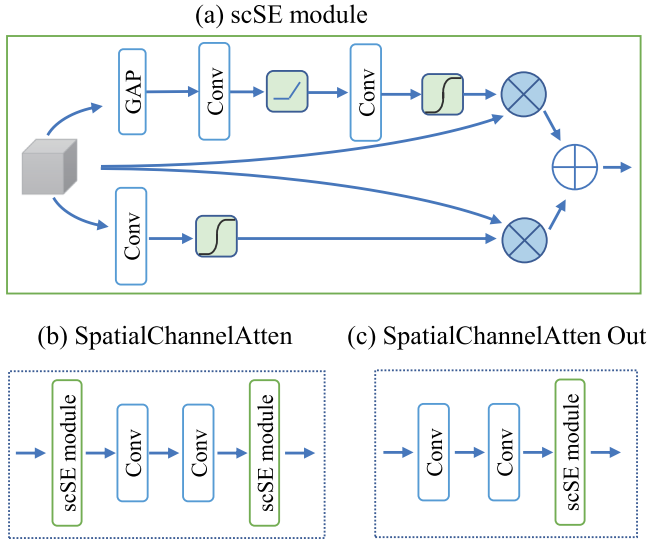 (a) scSE module
GAP
Conv
Conv
Conv
(b) SpatialChannelAtten
(c) SpatialChannelAtten Out
scSE module
Conv
Conv
scSE module
Conv
Conv
scSE module